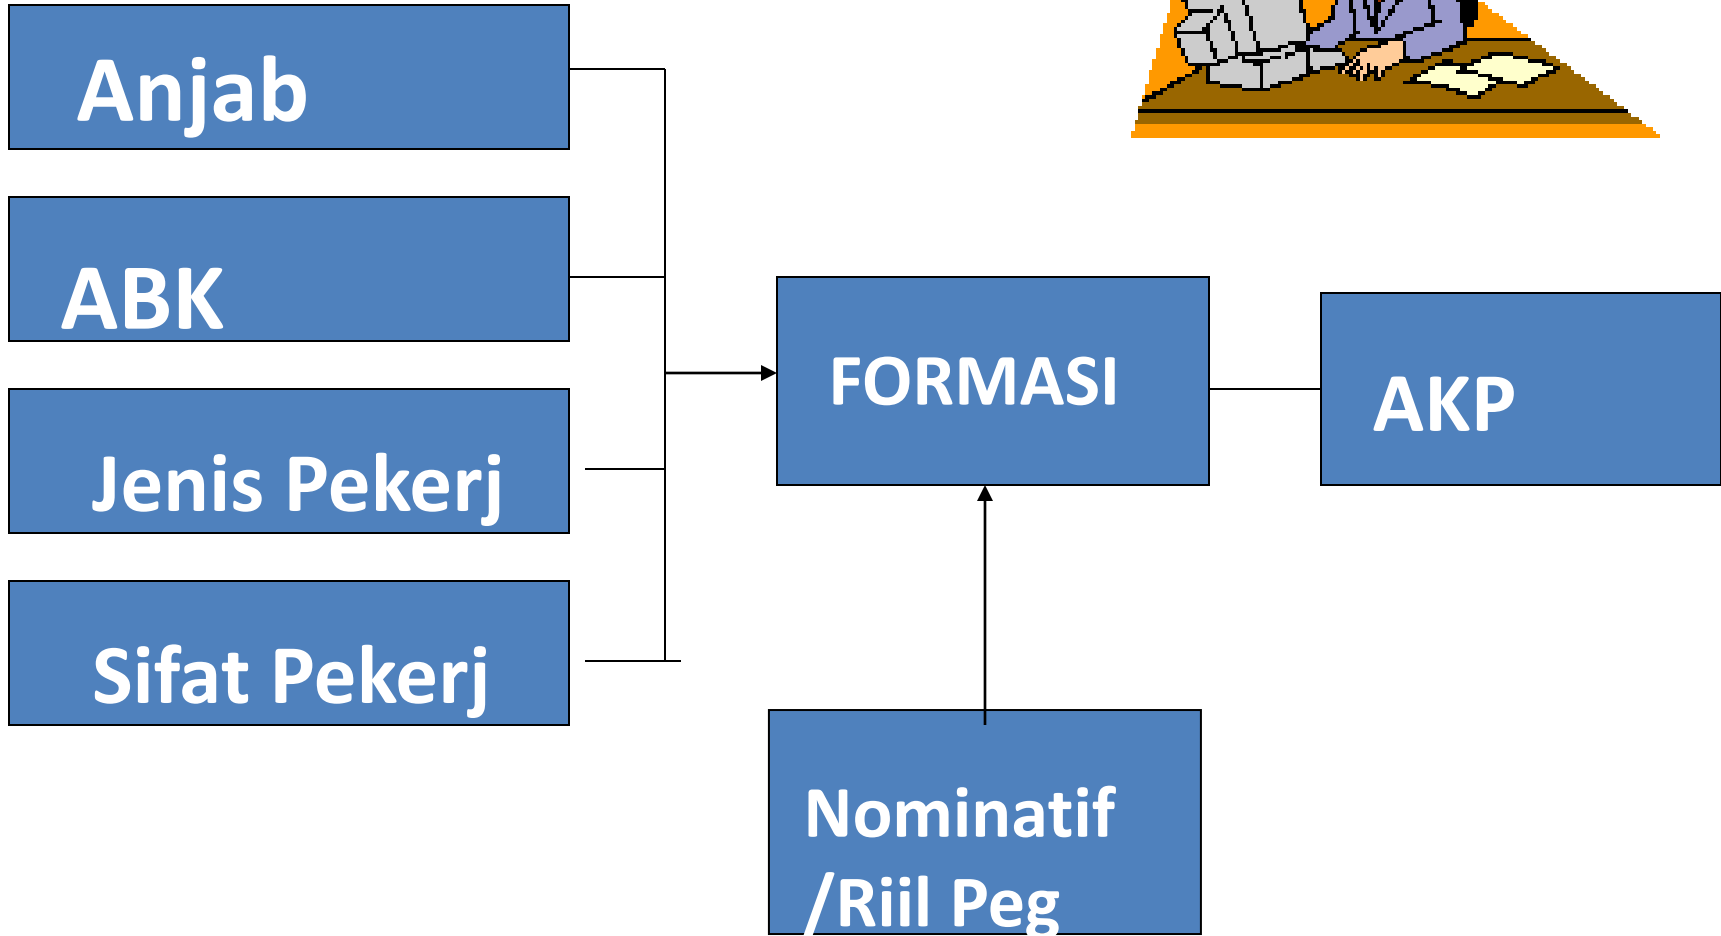 Anjab
ABK
Jenis Pekerj
Sifat Pekerj
FORMASI
AKP
Nominatif
/Riil Peg